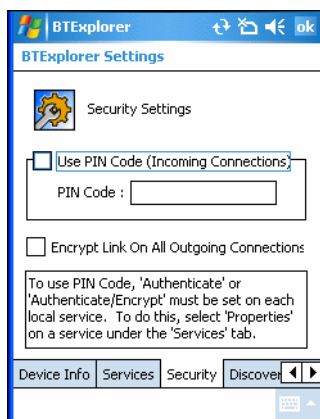 BTExplorer
ok
BTExplorer Settings
Security Settings
Use PIN Code (Incoming Connections)
PIN Code :
Encrypt Link On All Outgoing Connections
To use PIN Code, 'Authenticate' or
'Authenticate/Encrypt' must be set on each
local service. To do this, select 'Properties'
on a service under the 'Services' tab.
Device Info Services Security Discover